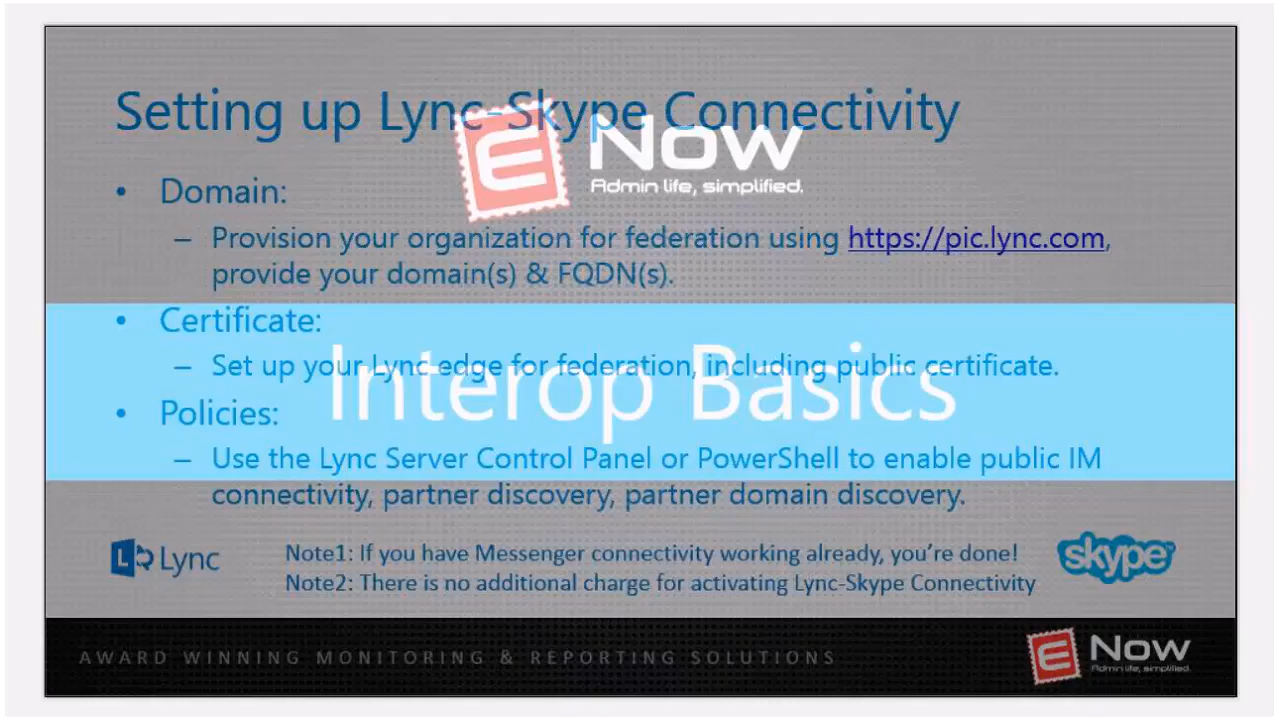 Setting up Lync-Skype Connectivity
E Now
Admin life, simplified.
• Domain:
– Provision your organization for federation using https://pic.lync.com,
provide your domain(s) & FQDN(s).
• Certificate:
– Set up your Lync edge for federation, including public certificate.
Interop Basics
• Policies:
– Use the Lync Server Control Panel or PowerShell to enable public IM
connectivity, partner discovery, partner domain discovery.
L Lync
Note1: If you have Messenger connectivity working already, you're done!
Note2: There is no additional charge for activating Lync-Skype Connectivity
skype™
AWARD WINNING MONITORING & REPORTING SOLUTIONS
E Now
Admin life, simplified.